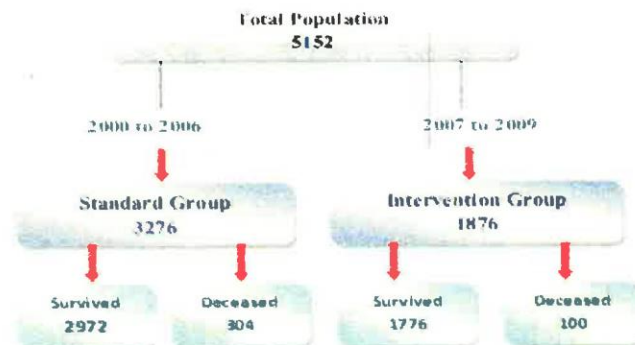 Total Population
5152
2000 to 2006
2007 to 2009
Standard Group
3276
Intervention Group
1876
Survived
2972
Deceased
304
Survived
1776
Deceased
100